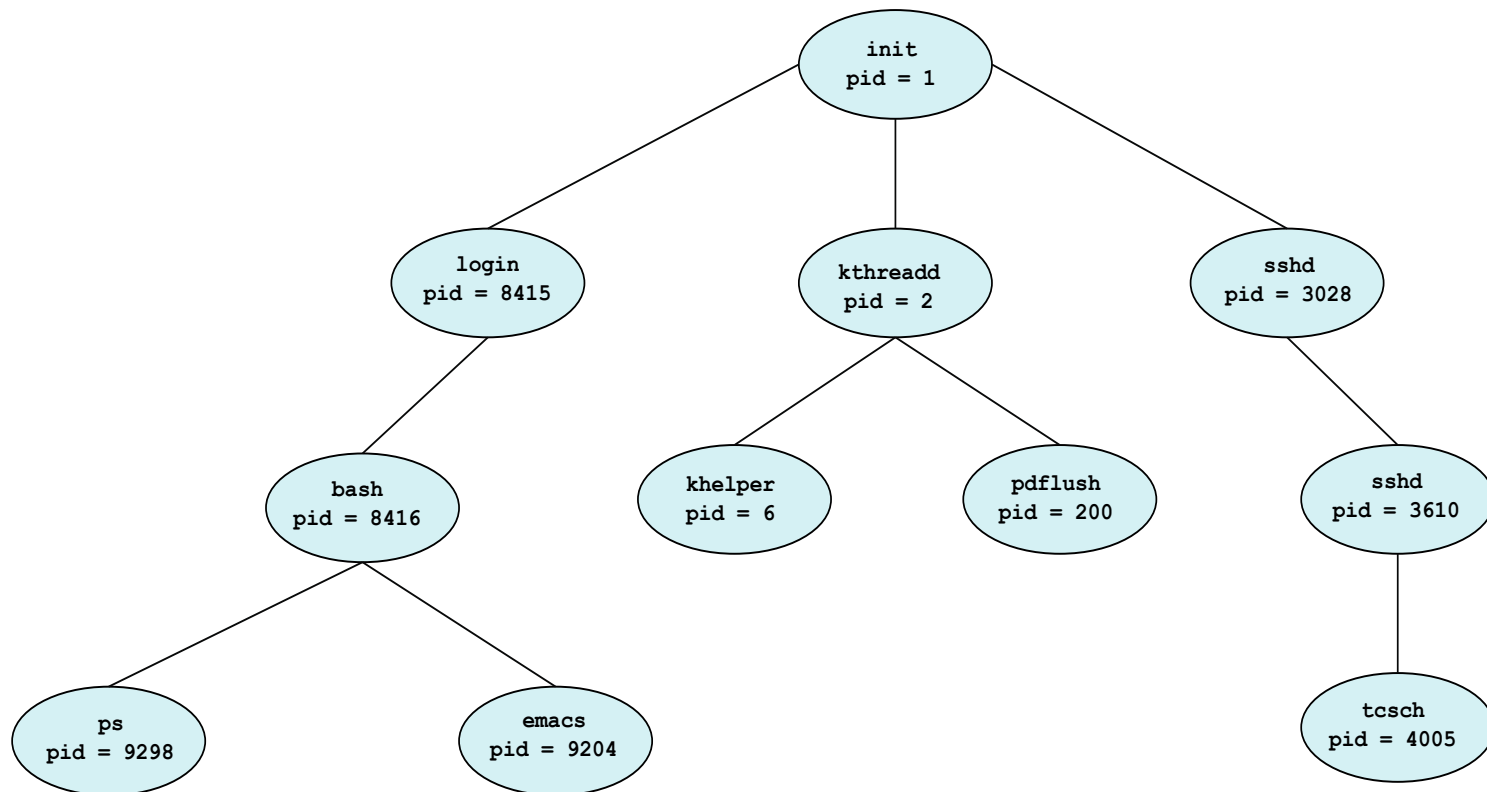 init
pid = 1
login
pid = 8415
kthreadd
pid = 2
sshd
pid = 3028
bash
pid = 8416
khelper
pid = 6
pdflush
pid = 200
sshd
pid = 3610
ps
pid = 9298
emacs
pid = 9204
tcsch
pid = 4005